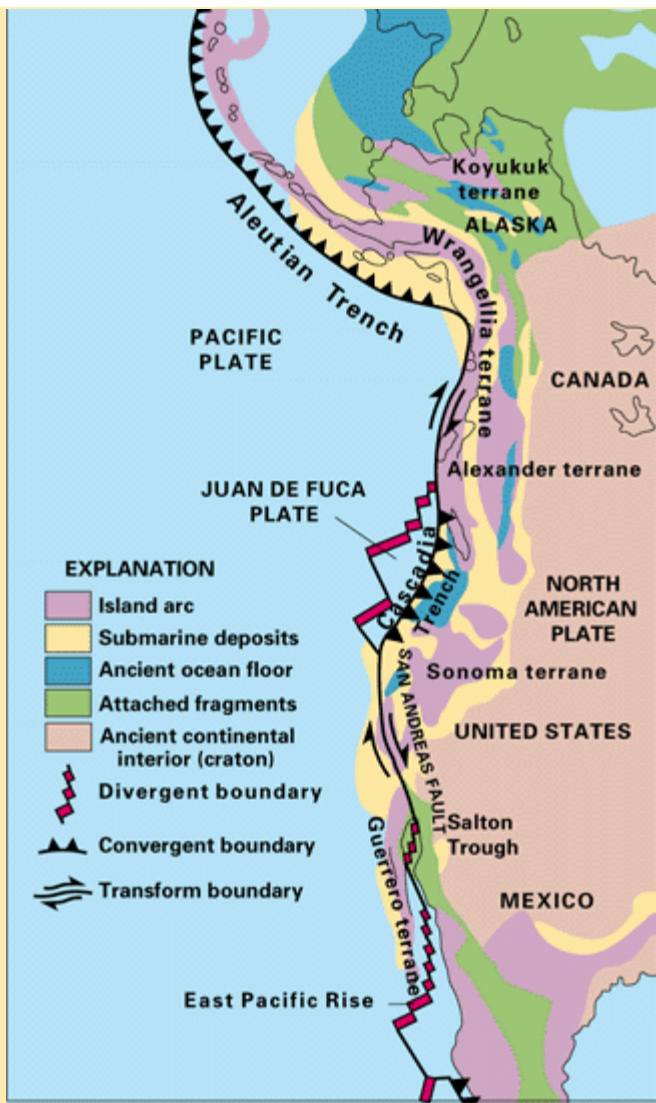 Koyukuk
terrane
ALASKA
Aleutian Trench
Wrangellia terrane
PACIFIC
PLATE
CANADA
Alexander terrane
JUAN DE FUCA
PLATE
Cascadia
Trench
EXPLANATION
Island arc
Submarine deposits
Ancient ocean floor
Attached fragments
Ancient continental
interior (craton)
Divergent boundary
Convergent boundary
Transform boundary
NORTH
AMERICAN
PLATE
Sonoma terrane
SAN ANDREAS FAULT
UNITED STATES
Salton
Trough
Guerrero terrane
MEXICO
East Pacific Rise